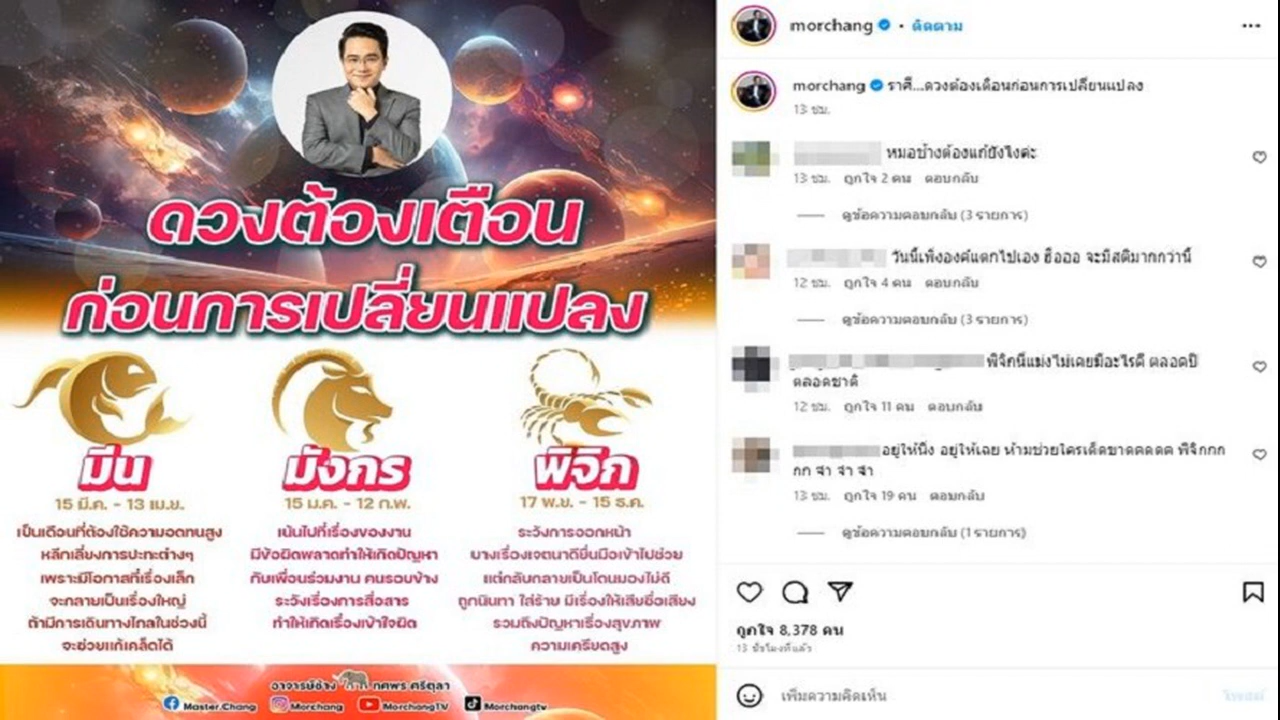 ดวงต้องเตือน
ก่อนการเปลี่ยนแปลง
มีน
15 มี.ค. - 13 เม.ย.
เป็นเดือนที่ต้องใช้ความอดทนสูง
หลีกเลี่ยงการปะทะต่างๆ
เพราะมีโอกาสที่เรื่องเล็ก
จะกลายเป็นเรื่องใหญ่
ถ้ามีการเดินทางไกลในช่วงนี้
จะช่วยแก้เคล็ดได้
มังกร
15 ม.ค. - 12 ก.พ.
เน้นไปที่เรื่องของงาน
มีข้อผิดพลาดทำให้เกิดปัญหา
กับเพื่อนร่วมงาน คนรอบข้าง
ระวังเรื่องการสื่อสาร
ทำให้เกิดเรื่องเข้าใจผิด
พิจิก
17 พ.ย. - 15 ธ.ค.
ระวังการออกหน้า
บางเรื่องเจตนาดียื่นมือเข้าไปช่วย
แต่กลับกลายเป็นโดนมองไม่ดี
ถูกนินทา ใส่ร้าย มีเรื่องให้เสียชื่อเสียง
รวมถึงปัญหาเรื่องสุขภาพ
ความเครียดสูง
อาจารย์ช้าง ทศพร ศรีตุลา
Master.Chang Morchang MorchangTV Morchangtv
morchang • ติดตาม
morchang ราศี...ดวงต้องเตือนก่อนการเปลี่ยนแปลง
13 ชม.
หมอช้างต้องแก้ยังไงค่ะ
13 ชม. ถูกใจ 2 คน ตอบกลับ
ดูข้อความตอบกลับ (3 รายการ)
วันนี้เพิ่งองค์แตกไปเอง ฮืออออ จะมีสติมากกว่านี้
12 ชม. ถูกใจ 4 คน ตอบกลับ
ดูข้อความตอบกลับ (3 รายการ)
พิจิกนี่แม่งไม่เคยมีอะไรดี ตลอดปี
ตลอดชาติ
12 ชม. ถูกใจ 11 คน ตอบกลับ
อยู่ให้นิ่ง อยู่ให้เฉย ห้ามช่วยใครเด็ดขาดดดดด พิจิกกก
กก จำ จำ จำ
13 ชม. ถูกใจ 19 คน ตอบกลับ
ดูข้อความตอบกลับ (1 รายการ)
ถูกใจ 8,378 คน
13 ชั่วโมงที่แล้ว
เพิ่มความคิดเห็น
โพสต์